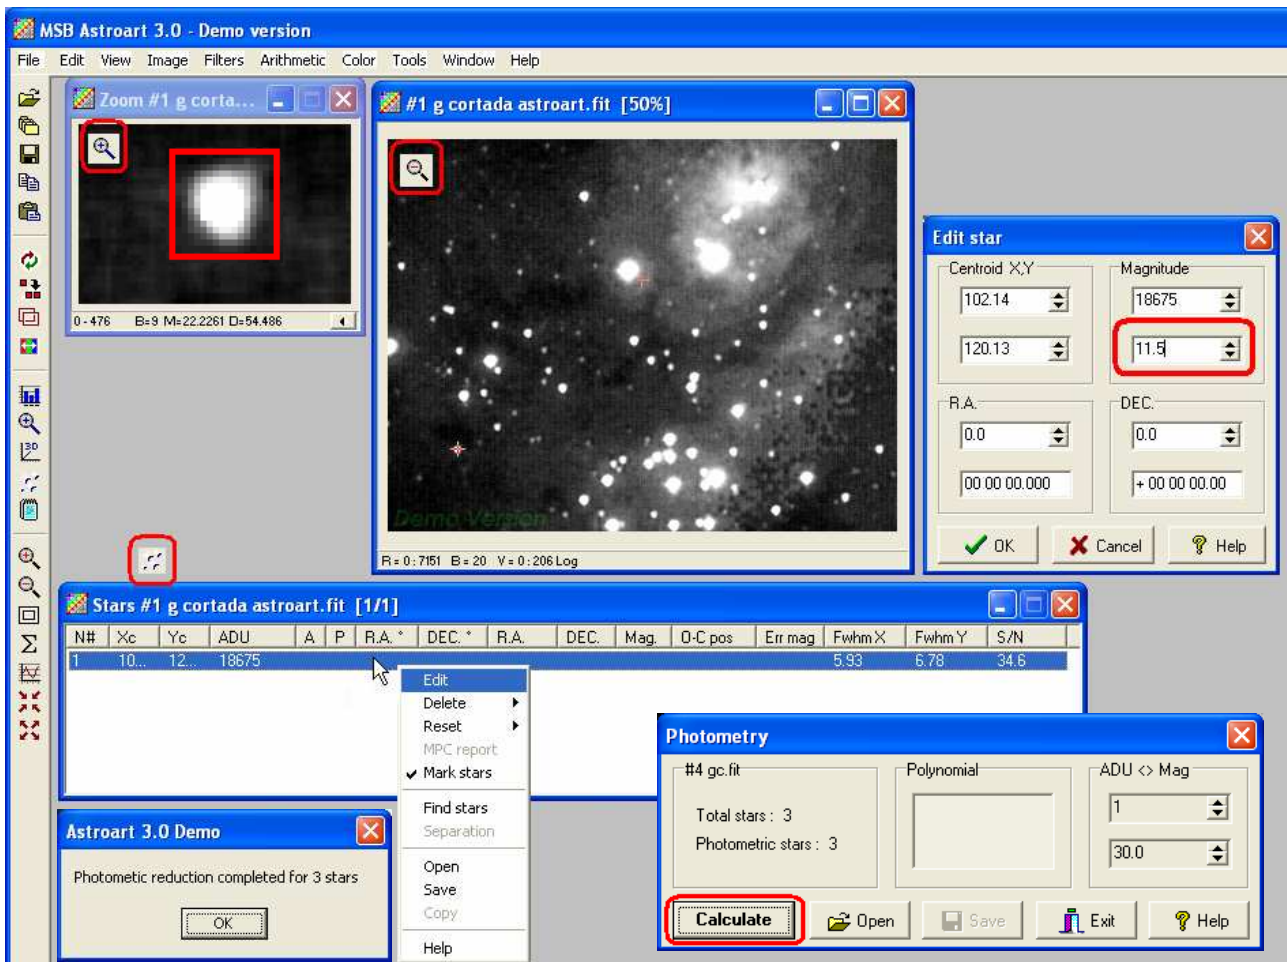 MSB Astroart 3.0 - Demo version
File Edit View Image Filters Arithmetic Color Tools Window Help
Zoom #1 g corta...
0 - 476 B=9 M=22.2261 D=54.486
#1 g cortada astroart.fit [50%]
Demo Version
R = 0 : 7151 B = 20 V = 0 : 206 Log
Edit star
Centroid X,Y
Magnitude
102.14
18675
120.13
11.5
R.A.
DEC.
0.0
0.0
00 00 00.000
+ 00 00 00.00
OK
Cancel
Help
3D
Stars #1 g cortada astroart.fit [1/1]
N# Xc Yc ADU A P R.A. * DEC. * R.A. DEC. Mag. O-C pos Err mag Fwhm X Fwhm Y S/N
1 10... 12... 18675 5.93 6.78 34.6
Edit
Delete
Reset
MPC report
Mark stars
Find stars
Separation
Open
Save
Copy
Help
Astroart 3.0 Demo
Photometic reduction completed for 3 stars
OK
Photometry
#4 gc.fit
Total stars : 3
Photometric stars : 3
Polynomial
ADU <> Mag
1
30.0
Calculate
Open
Save
Exit
Help